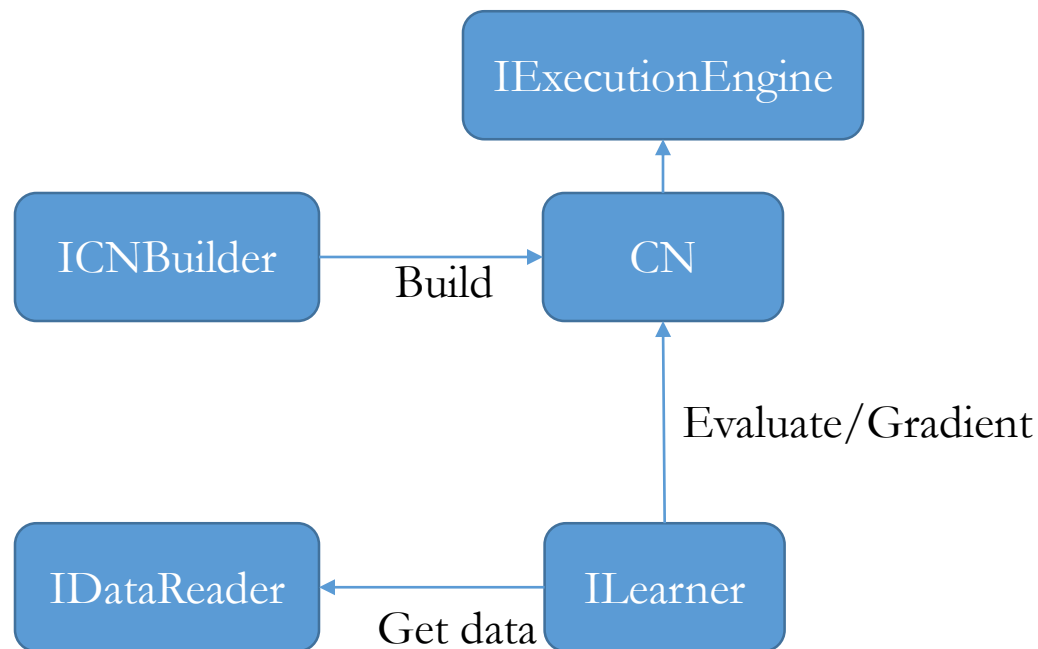 IExecutionEngine
ICNBuilder
Build
CN
Evaluate/Gradient
IDataReader
Get data
ILearner